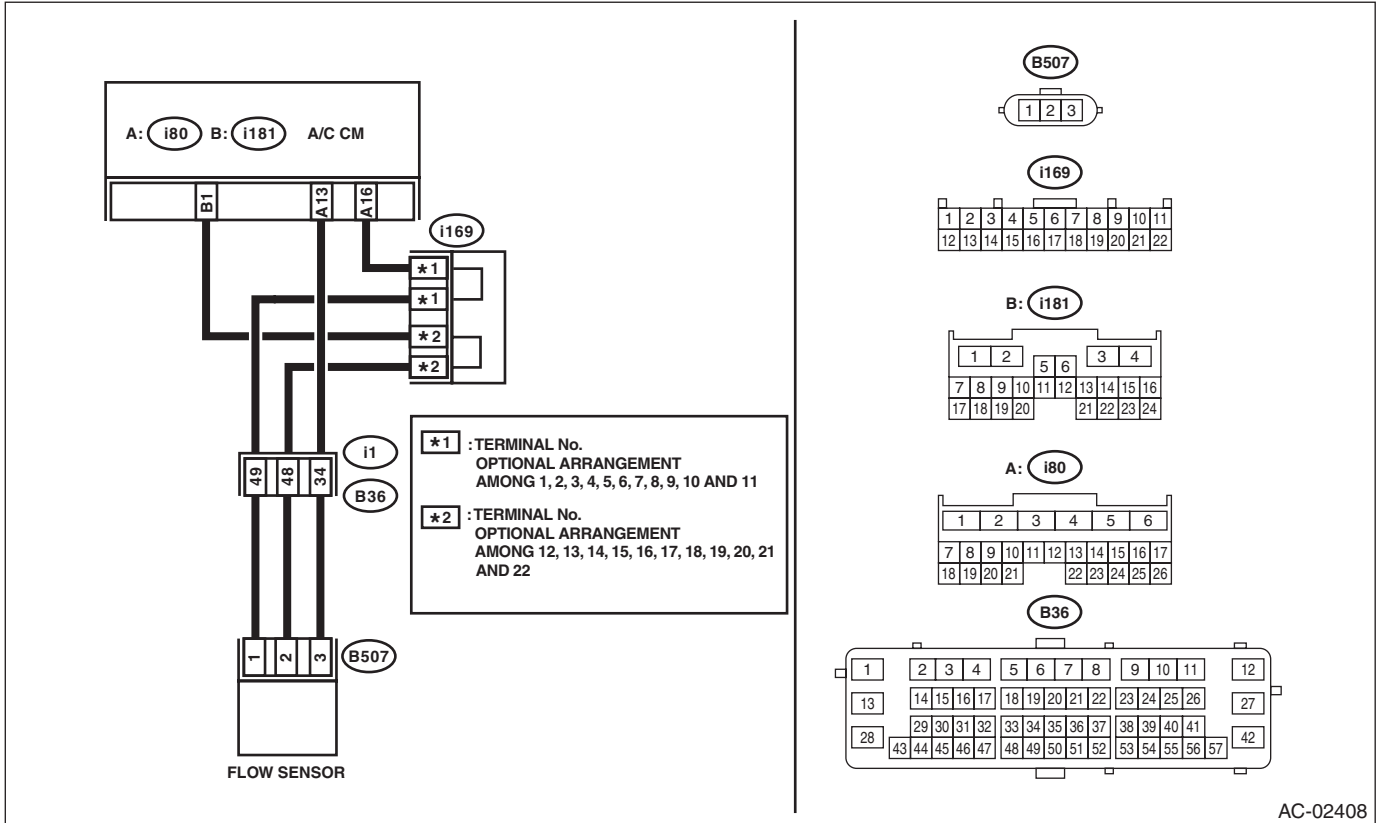 A: i80 B: i181 A/C CM
B1 A13 A16
i169
*1
*1
*2
*2
*1 : TERMINAL No.
OPTIONAL ARRANGEMENT
AMONG 1, 2, 3, 4, 5, 6, 7, 8, 9, 10 AND 11
*2 : TERMINAL No.
OPTIONAL ARRANGEMENT
AMONG 12, 13, 14, 15, 16, 17, 18, 19, 20, 21
AND 22
i1
49 48 34
B36
1 2 3
B507
FLOW SENSOR
B507
1 2 3
i169
1 2 3 4 5 6 7 8 9 10 11
12 13 14 15 16 17 18 19 20 21 22
B: i181
1 2 3 4
5 6
7 8 9 10 11 12 13 14 15 16
17 18 19 20 21 22 23 24
A: i80
1 2 3 4 5 6
7 8 9 10 11 12 13 14 15 16 17
18 19 20 21 22 23 24 25 26
B36
1 2 3 4 5 6 7 8 9 10 11 12
13 14 15 16 17 18 19 20 21 22 23 24 25 26 27
28 29 30 31 32 33 34 35 36 37 38 39 40 41 42
43 44 45 46 47 48 49 50 51 52 53 54 55 56 57
AC-02408